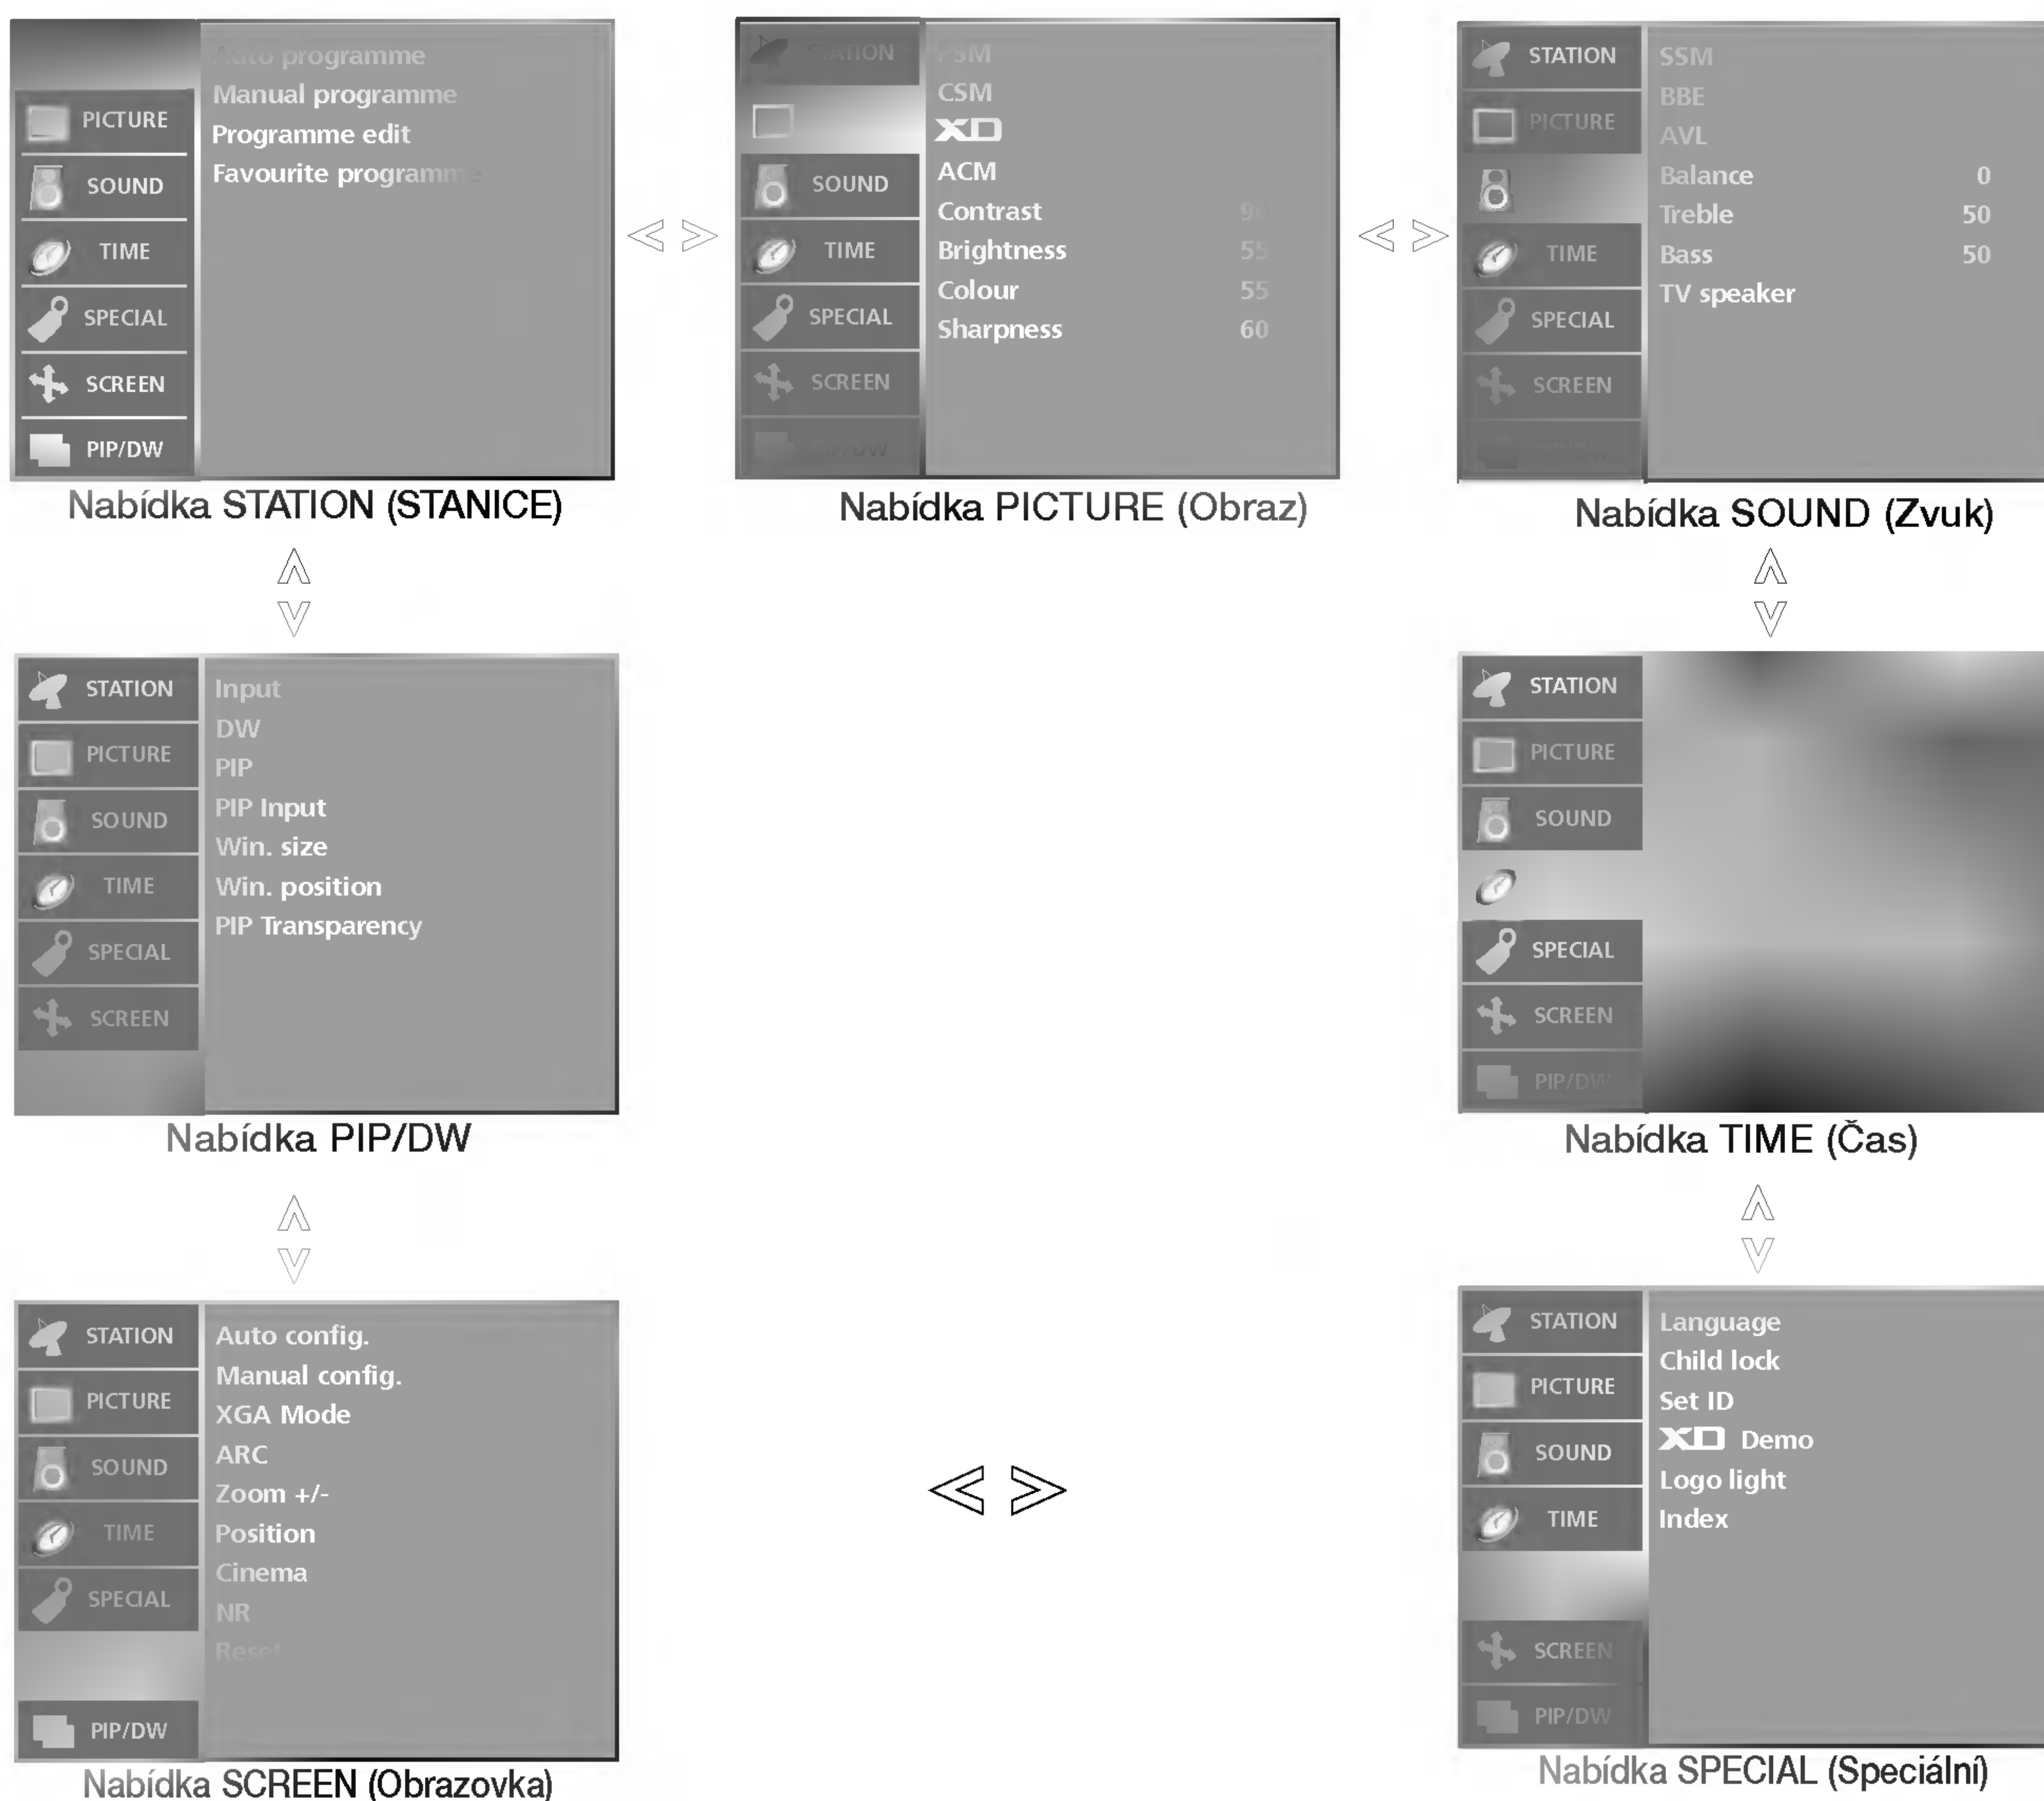 Auto programme
Manual programme
Programme edit
Favourite programme
PICTURE
SOUND
TIME
SPECIAL
SCREEN
PIP/DW
Nabídka STATION (STANICE)
STATION
SOUND
TIME
SPECIAL
SCREEN
PIP/DW
PSM
CSM
XD
ACM
Contrast 90
Brightness 55
Colour 55
Sharpness 60
Nabídka PICTURE (Obraz)
STATION
PICTURE
TIME
SPECIAL
SCREEN
PIP/DW
SSM
BBE
AVL
Balance 0
Treble 50
Bass 50
TV speaker
Nabídka SOUND (Zvuk)
STATION
PICTURE
SOUND
TIME
SPECIAL
SCREEN
Input
DW
PIP
PIP Input
Win. size
Win. position
PIP Transparency
Nabídka PIP/DW
STATION
PICTURE
SOUND
SPECIAL
SCREEN
PIP/DW
Nabídka TIME (Čas)
STATION
PICTURE
SOUND
TIME
SPECIAL
PIP/DW
Auto config.
Manual config.
XGA Mode
ARC
Zoom +/-
Position
Cinema
NR
Reset
Nabídka SCREEN (Obrazovka)
STATION
PICTURE
SOUND
TIME
SCREEN
PIP/DW
Language
Child lock
Set ID
XD Demo
Logo light
Index
Nabídka SPECIAL (Speciální)